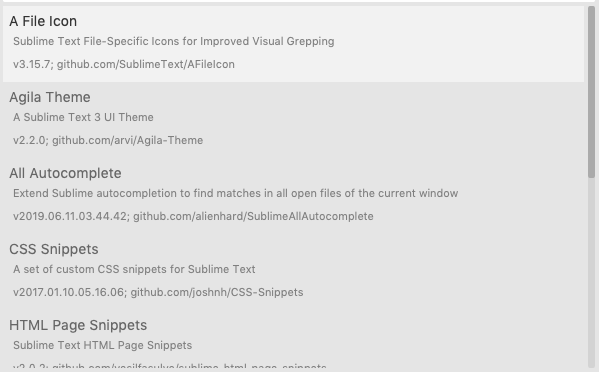 A File Icon
Sublime Text File-Specific Icons for Improved Visual Grepping
v3.15.7; github.com/SublimeText/AFileIcon
Agila Theme
A Sublime Text 3 UI Theme
v2.2.0; github.com/arvi/Agila-Theme
All Autocomplete
Extend Sublime autocompletion to find matches in all open files of the current window
v2019.06.11.03.44.42; github.com/alienhard/SublimeAllAutocomplete
CSS Snippets
A set of custom CSS snippets for Sublime Text
v2017.01.10.05.16.06; github.com/joshnh/CSS-Snippets
HTML Page Snippets
Sublime Text HTML Page Snippets